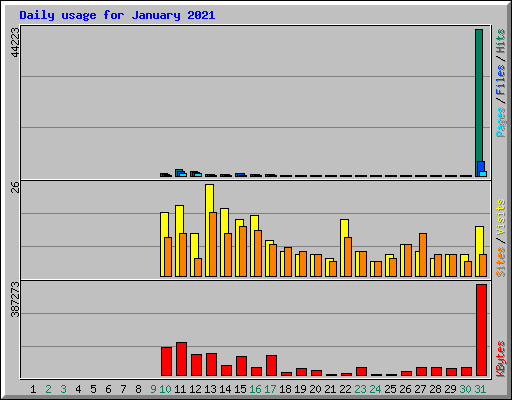 Daily usage for January 2021
44223
Pages / Files / Hits
26
Sites / Visits
387273
KBytes
1 2 3 4 5 6 7 8 9 10 11 12 13 14 15 16 17 18 19 20 21 22 23 24 25 26 27 28 29 30 31